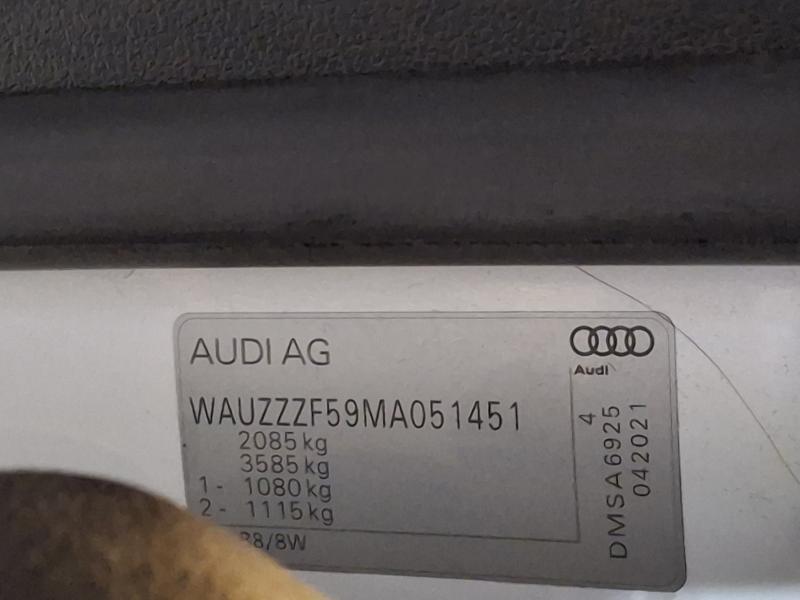 AUDI AG
Audi
WAUZZZF59MA051451
2085 kg
3585 kg
1- 1080 kg
2- 1115 kg
4
DMSA6925
042021